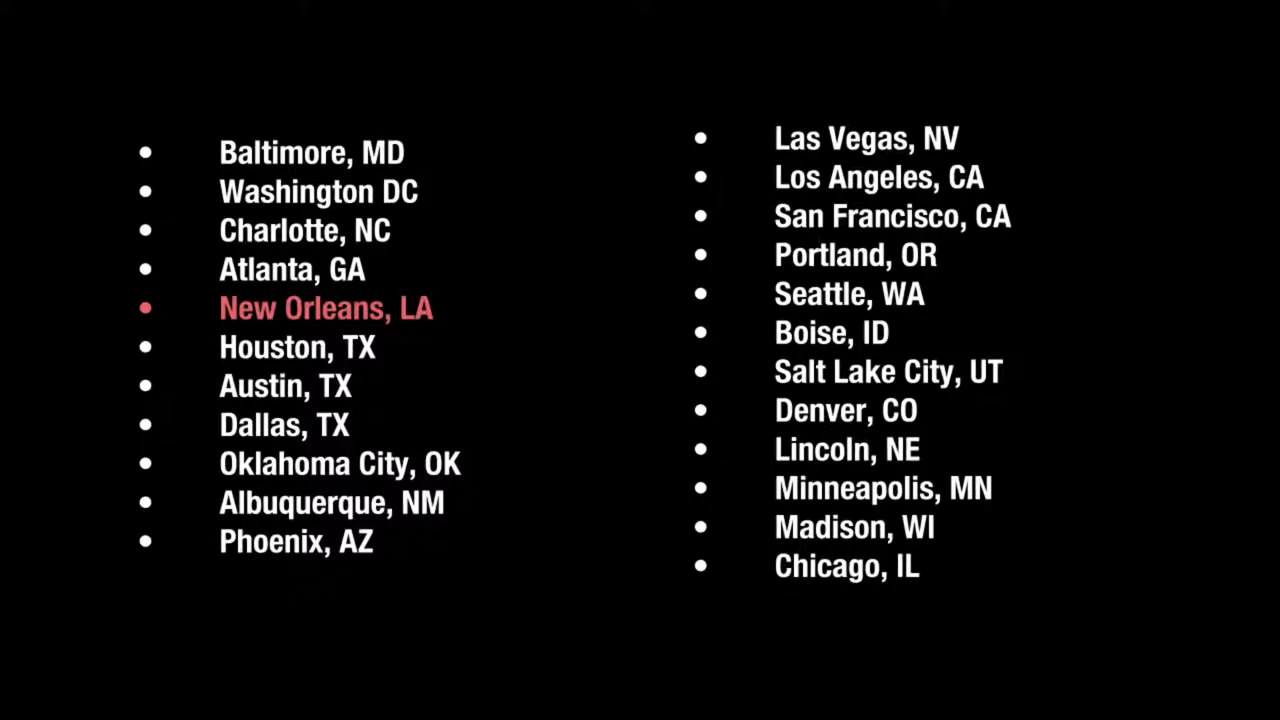 • Baltimore, MD
• Washington DC
• Charlotte, NC
• Atlanta, GA
• New Orleans, LA
• Houston, TX
• Austin, TX
• Dallas, TX
• Oklahoma City, OK
• Albuquerque, NM
• Phoenix, AZ
• Las Vegas, NV
• Los Angeles, CA
• San Francisco, CA
• Portland, OR
• Seattle, WA
• Boise, ID
• Salt Lake City, UT
• Denver, CO
• Lincoln, NE
• Minneapolis, MN
• Madison, WI
• Chicago, IL